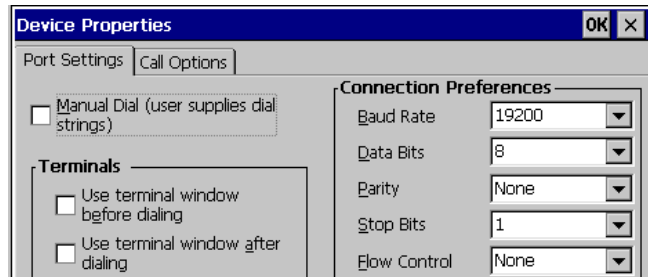 Device Properties OK ×
Port Settings Call Options
Manual Dial (user supplies dial
strings)
Terminals
Use terminal window
before dialing
Use terminal window after
dialing
Connection Preferences
Baud Rate 19200
Data Bits 8
Parity None
Stop Bits 1
Flow Control None